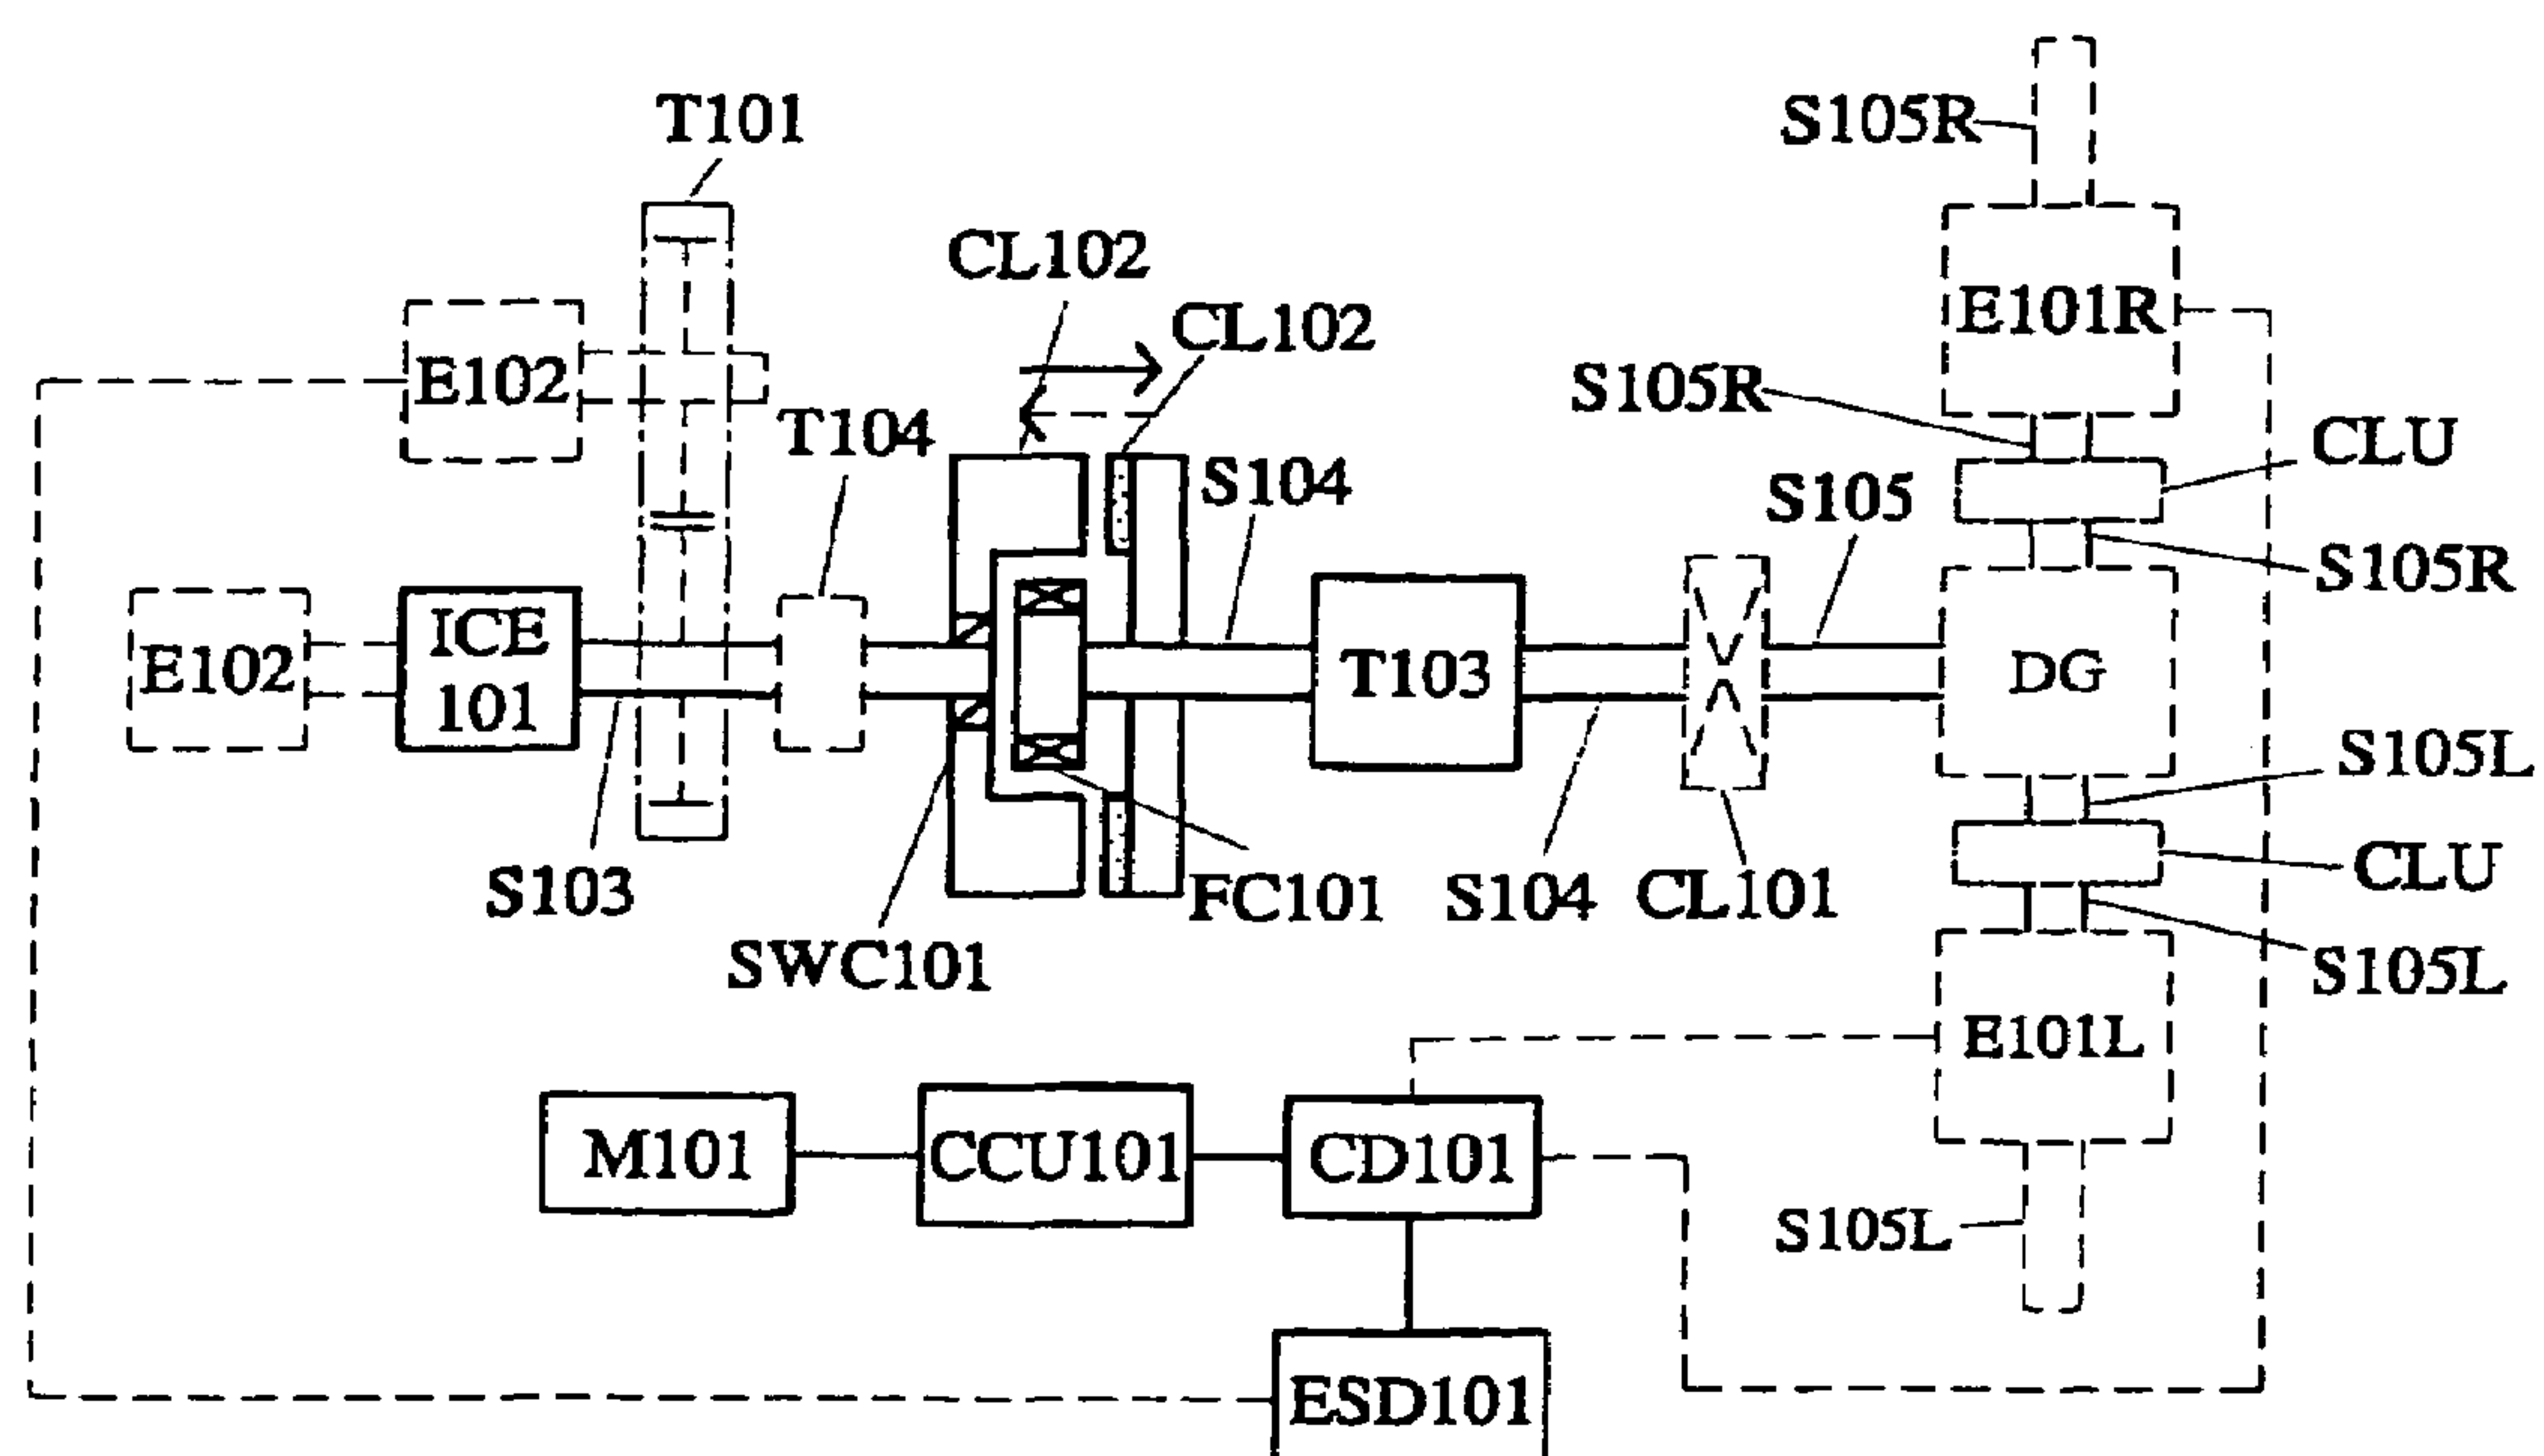 T101
S105R
CL102
CL102
E102
E101R
S105R
T104
CLU
S104
S105
S105R
E102
ICE
101
T103
DG
S105L
S103
FC101
S104
CL101
CLU
SWC101
S105L
E101L
M101
CCU101
CD101
S105L
ESD101